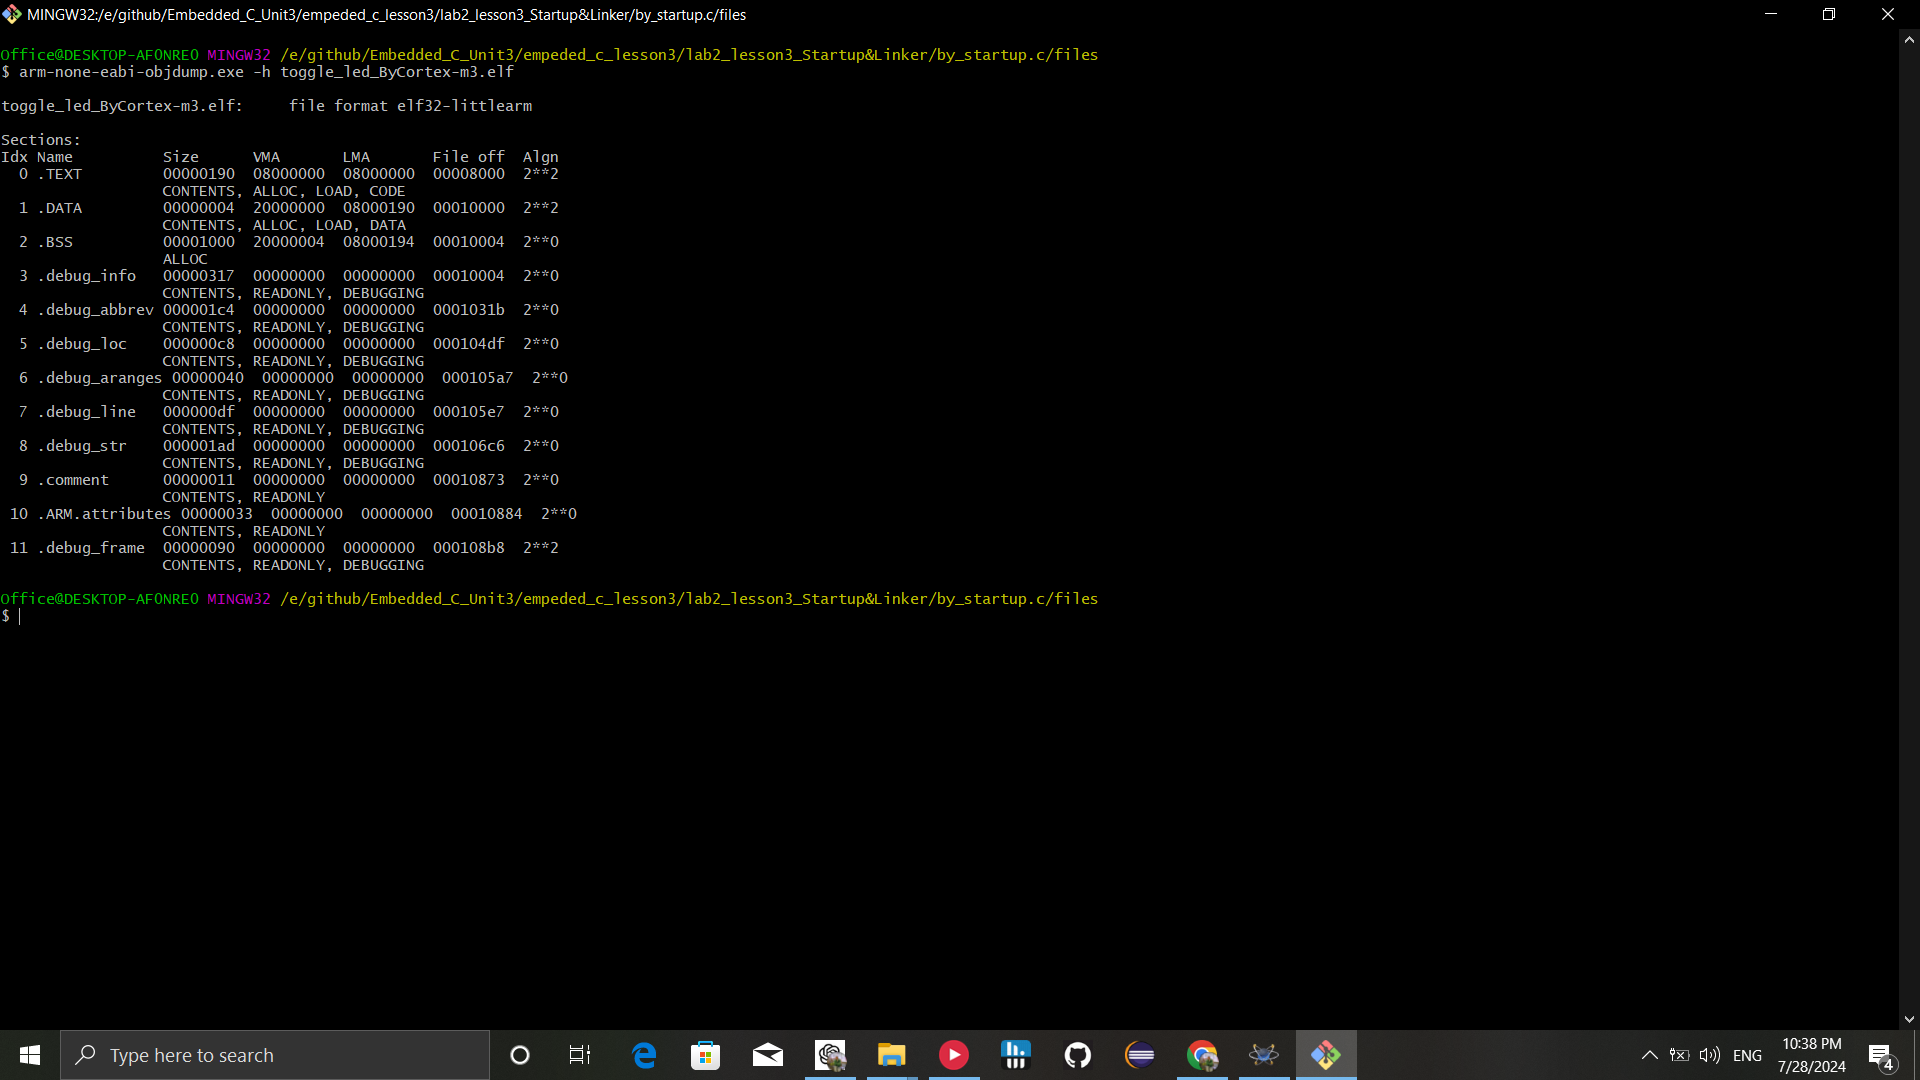 MINGW32:/e/github/Embedded_C_Unit3/empeded_c_lesson3/lab2_lesson3_Startup&Linker/by_startup.c/files
Office@DESKTOP-AF0NRE0 MINGW32 /e/github/Embedded_C_Unit3/empeded_c_lesson3/lab2_lesson3_Startup&Linker/by_startup.c/files
$ arm-none-eabi-objdump.exe -h toggle_led_ByCortex-m3.elf
toggle_led_ByCortex-m3.elf:     file format elf32-littlearm
Sections:
Idx Name          Size      VMA       LMA       File off  Algn
  0 .TEXT         00000190  08000000  08000000  00008000  2**2
                  CONTENTS, ALLOC, LOAD, CODE
  1 .DATA         00000004  20000000  08000190  00010000  2**2
                  CONTENTS, ALLOC, LOAD, DATA
  2 .BSS          00001000  20000004  08000194  00010004  2**0
                  ALLOC
  3 .debug_info   00000317  00000000  00000000  00010004  2**0
                  CONTENTS, READONLY, DEBUGGING
  4 .debug_abbrev 000001c4  00000000  00000000  0001031b  2**0
                  CONTENTS, READONLY, DEBUGGING
  5 .debug_loc    000000c8  00000000  00000000  000104df  2**0
                  CONTENTS, READONLY, DEBUGGING
  6 .debug_aranges 00000040  00000000  00000000  000105a7  2**0
                  CONTENTS, READONLY, DEBUGGING
  7 .debug_line   000000df  00000000  00000000  000105e7  2**0
                  CONTENTS, READONLY, DEBUGGING
  8 .debug_str    000001ad  00000000  00000000  000106c6  2**0
                  CONTENTS, READONLY, DEBUGGING
  9 .comment      00000011  00000000  00000000  00010873  2**0
                  CONTENTS, READONLY
 10 .ARM.attributes 00000033  00000000  00000000  00010884  2**0
                  CONTENTS, READONLY
 11 .debug_frame  00000090  00000000  00000000  000108b8  2**2
                  CONTENTS, READONLY, DEBUGGING
Office@DESKTOP-AF0NRE0 MINGW32 /e/github/Embedded_C_Unit3/empeded_c_lesson3/lab2_lesson3_Startup&Linker/by_startup.c/files
$
Type here to search
ENG
10:38 PM
7/28/2024
4